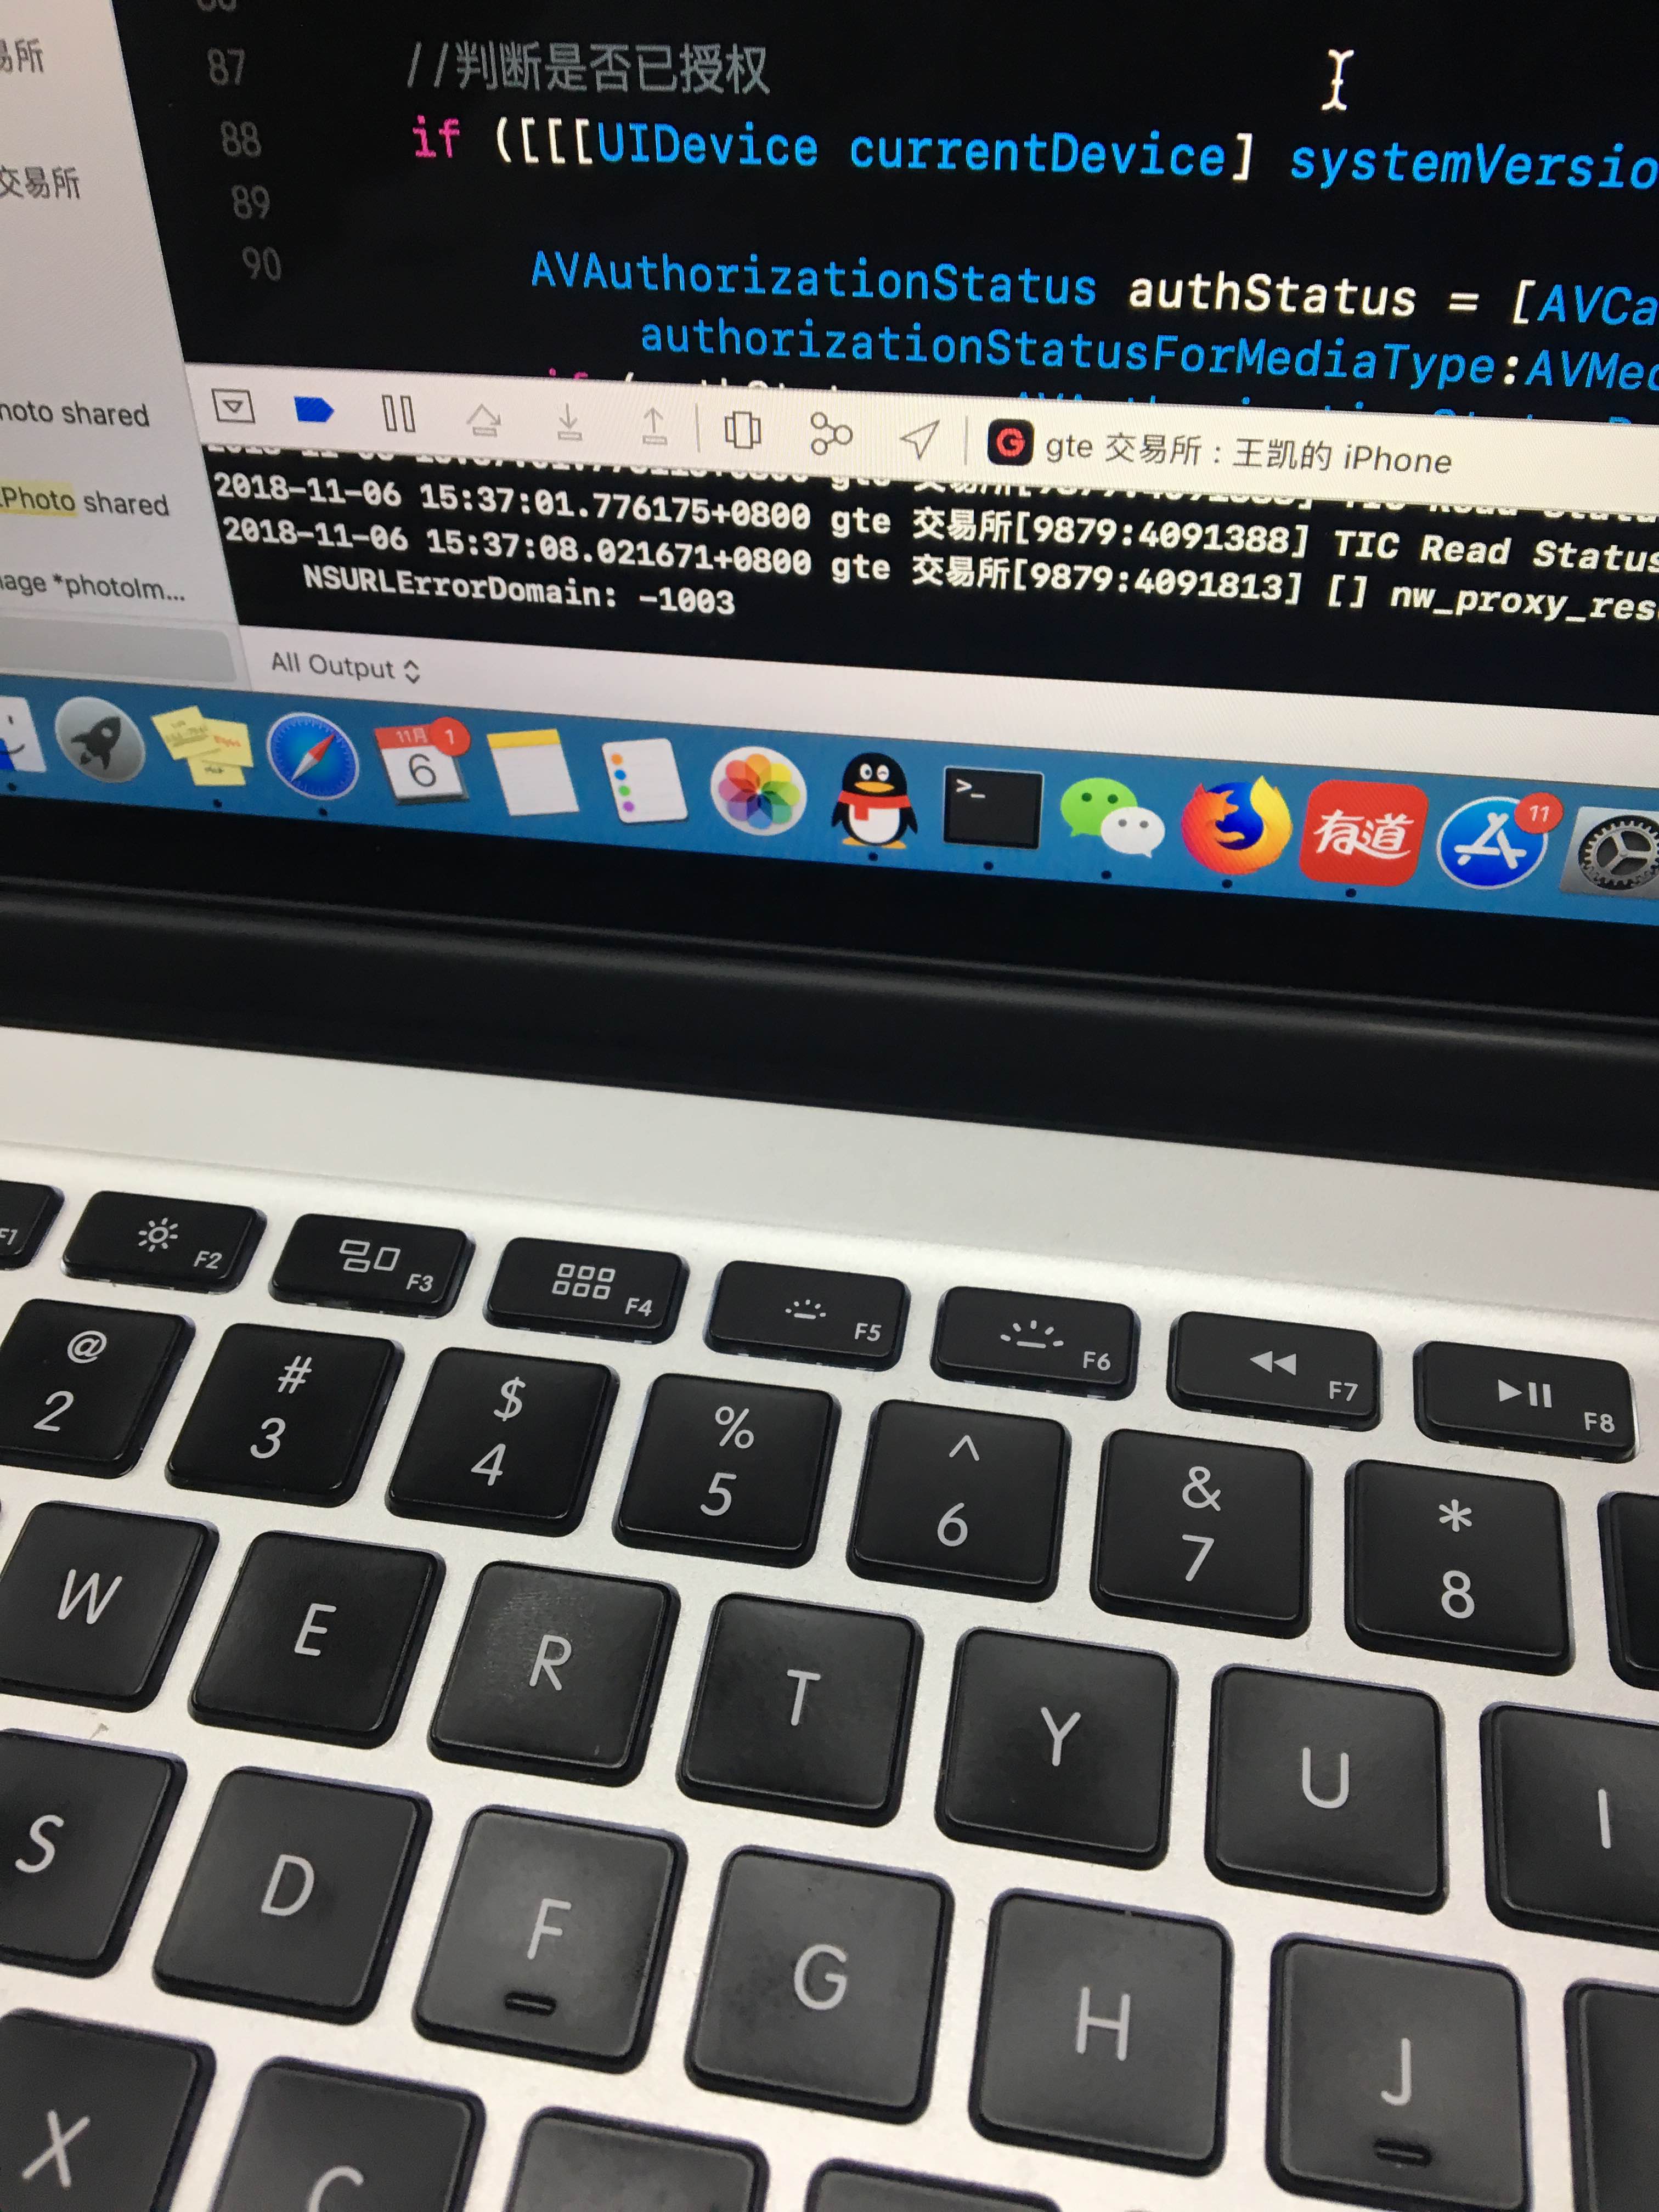 易所
交易所
87 //判断是否已授权
88 if ([[[UIDevice currentDevice] systemVersio
89
90 AVAuthorizationStatus authStatus = [AVCa
authorizationStatusForMediaType:AVMed
hoto shared
Photo shared
age *photoIm...
gte 交易所 : 王凯的 iPhone
2018-11-06 15:37:01.776175+0800 gte 交易所[9879:4091388] TIC Read Status
2018-11-06 15:37:08.021671+0800 gte 交易所[9879:4091813] [] nw_proxy_res
NSURLErrorDomain: -1003
All Output
11月 1
6
>_
有道
11
F1 F2 F3 F4 F5 F6 F7 F8
@ # $ % ^ & *
2 3 4 5 6 7 8
W E R T Y U I
S D F G H J
X C